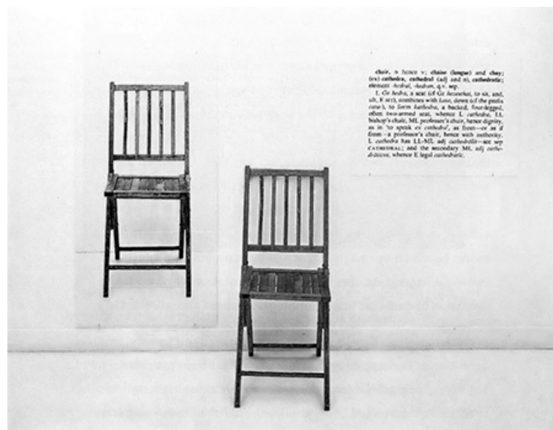 chair, n hence v; chaise (longue) and chay;
(ex) cathedra, cathedral (adj and n), cathedratic;
element -hedral, -hedron, q.v. sep.
1. Gr hedra, a seat (cf Gr hezesthai, to sit, and,
ult, E SIT), combines with kata, down (cf the prefix
cata-), to form kathedra, a backed, four-legged,
often two-armed seat, whence L cathedra, LL
bishop's chair, ML professor's chair, hence dignity,
as in 'to speak ex cathedra', as from—or as if
from—a professor's chair, hence with authority.
L cathedra has LL-ML adj cathedrālis—see sep
CATHEDRAL; and the secondary ML adj cathe-
drāticus, whence E legal cathedratic.